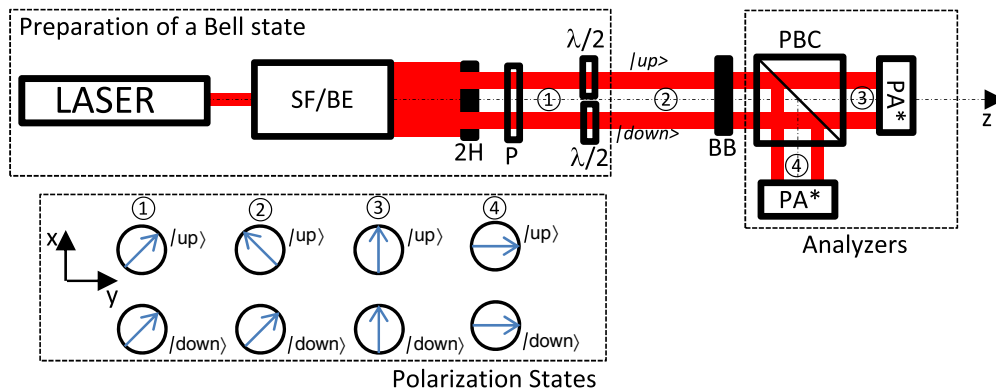 Preparation of a Bell state
LASER
SF/BE
2H
P
λ/2
λ/2
|up>
|down>
①
②
BB
PBC
③
④
PA*
PA*
z
Analyzers
① ② ③ ④
x
y
|up⟩ |up⟩ |up⟩ |up⟩
|down⟩ |down⟩ |down⟩ |down⟩
Polarization States